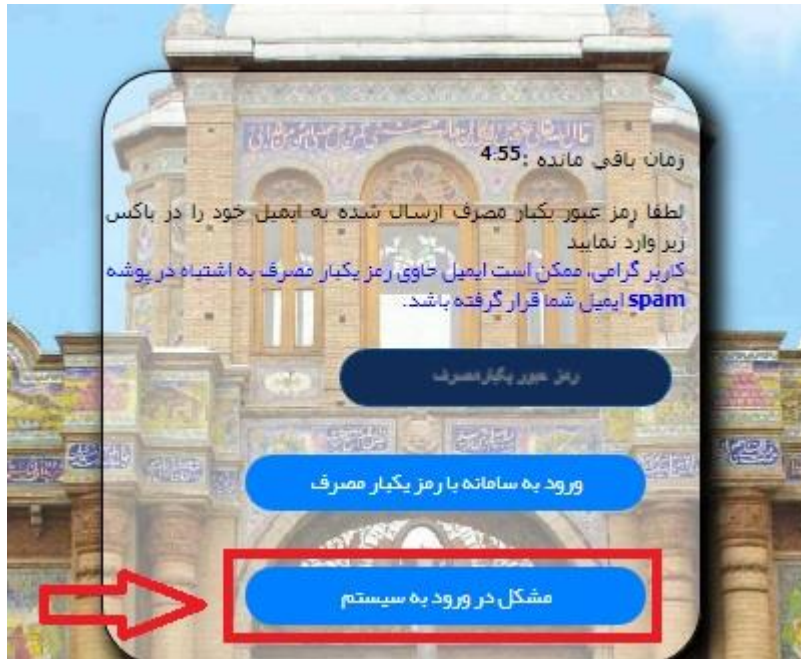 زمان باقی مانده :4:55
لطفا رمز عبور یکبار مصرف ارسال شده به ایمیل خود را در باکس
زیر وارد نمایید
کاربر گرامی، ممکن است ایمیل حاوی رمز یکبار مصرف به اشتباه در پوشه
spam ایمیل شما قرار گرفته باشد.
رمز عبور یکبارمصرف
ورود به سامانه با رمز یکبار مصرف
مشکل در ورود به سیستم